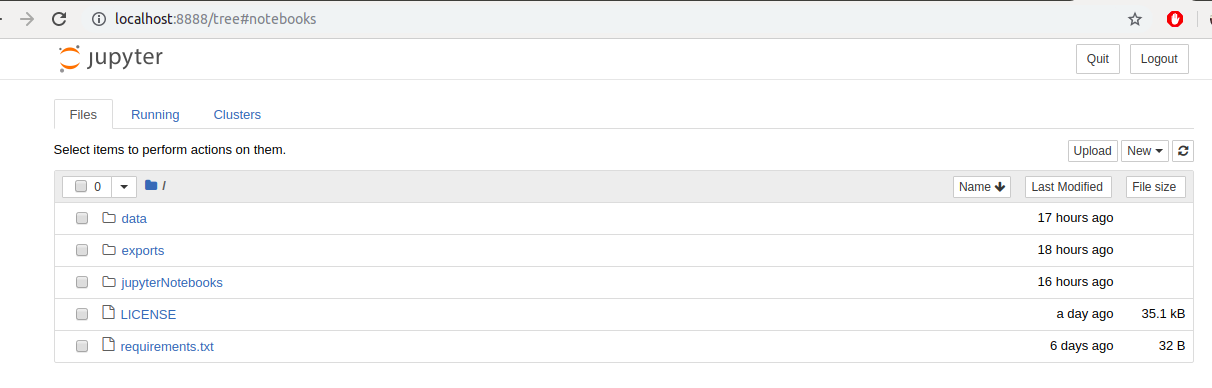 localhost:8888/tree#notebooks
jupyter Quit Logout
Files Running Clusters
Select items to perform actions on them. Upload New
0 / Name Last Modified File size
data 17 hours ago
exports 18 hours ago
jupyterNotebooks 16 hours ago
LICENSE a day ago 35.1 kB
requirements.txt 6 days ago 32 B